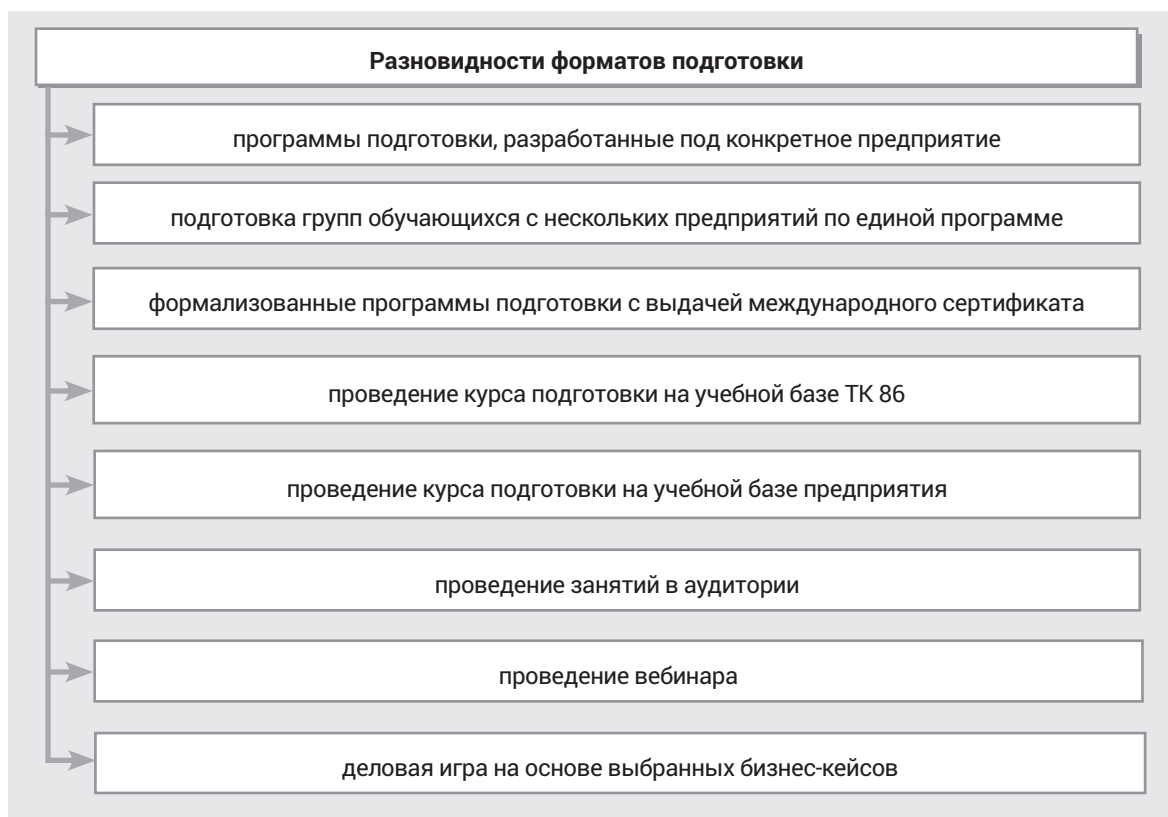 Разновидности форматов подготовки
программы подготовки, разработанные под конкретное предприятие
подготовка групп обучающихся с нескольких предприятий по единой программе
формализованные программы подготовки с выдачей международного сертификата
проведение курса подготовки на учебной базе ТК 86
проведение курса подготовки на учебной базе предприятия
проведение занятий в аудитории
проведение вебинара
деловая игра на основе выбранных бизнес-кейсов